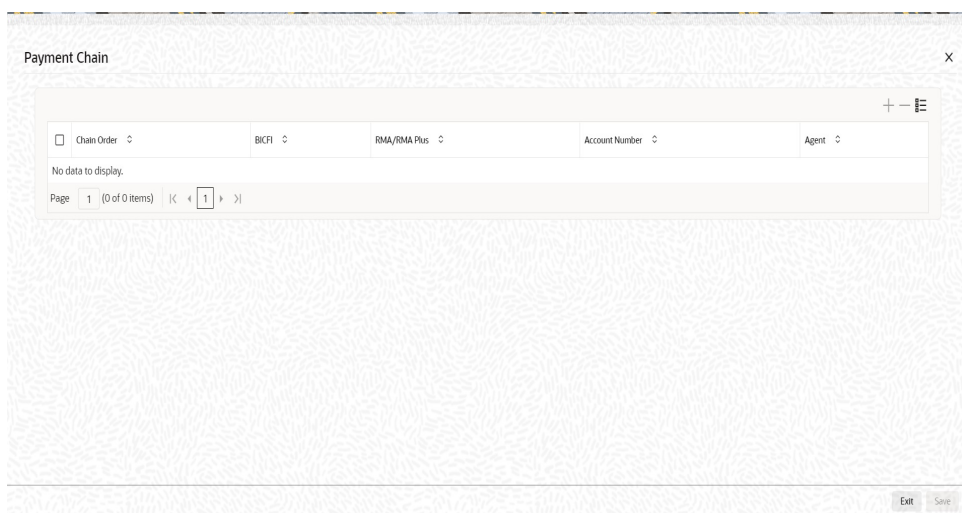 Payment Chain
Chain Order BICFI RMA/RMA Plus Account Number Agent
No data to display.
Page 1 (0 of 0 items) 1
Exit Save